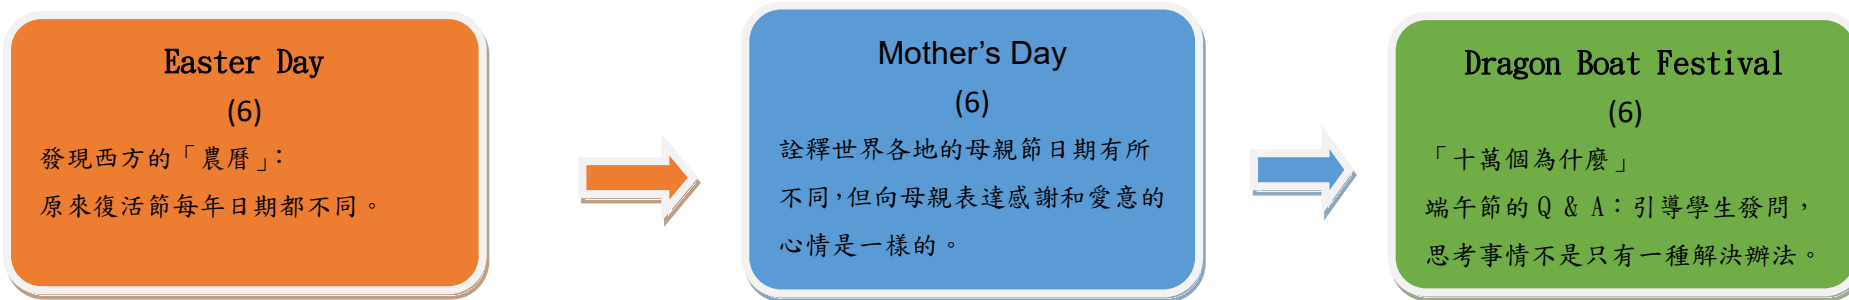 Easter Day
(6)
發現西方的「農曆」：
原來復活節每年日期都不同。
Mother’s Day
(6)
詮釋世界各地的母親節日期有所
不同，但向母親表達感謝和愛意的
心情是一樣的。
Dragon Boat Festival
(6)
「十萬個為什麼」
端午節的 Q & A：引導學生發問，
思考事情不是只有一種解決辦法。